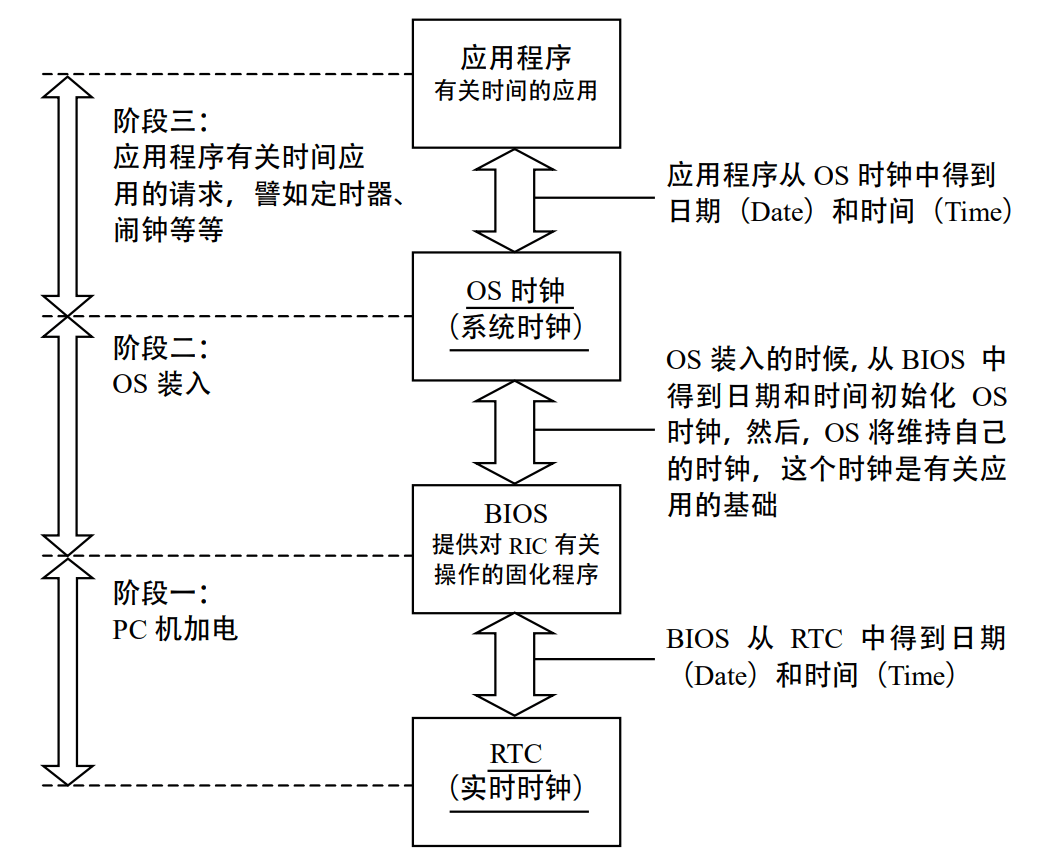 应用程序
有关时间的应用
阶段三：
应用程序有关时间应
用的请求，譬如定时器、
闹钟等等
应用程序从 OS 时钟中得到
日期（Date）和时间（Time）
OS 时钟
（系统时钟）
阶段二：
OS 装入
OS 装入的时候，从 BIOS 中
得到日期和时间初始化 OS
时钟，然后，OS 将维持自己
的时钟，这个时钟是有关应
用的基础
BIOS
提供对 RIC 有关
操作的固化程序
阶段一：
PC 机加电
BIOS 从 RTC 中得到日期
（Date）和时间（Time）
RTC
（实时时钟）